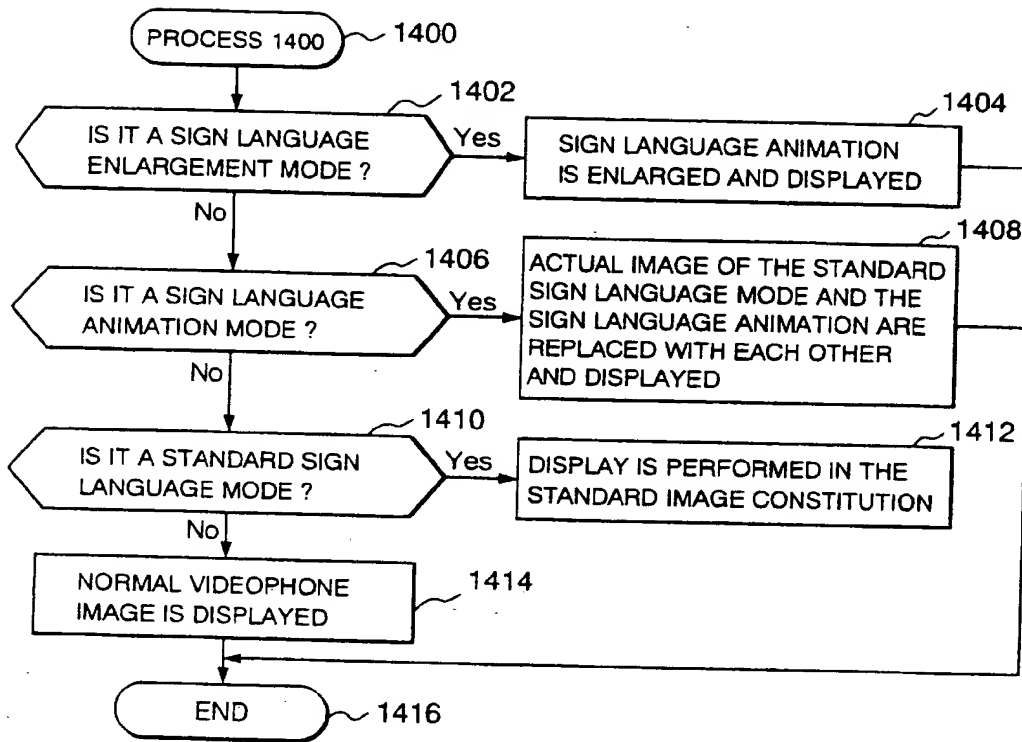 PROCESS 1400
1400
1402
IS IT A SIGN LANGUAGE
ENLARGEMENT MODE ?
Yes
1404
SIGN LANGUAGE ANIMATION
IS ENLARGED AND DISPLAYED
No
1406
IS IT A SIGN LANGUAGE
ANIMATION MODE ?
Yes
1408
ACTUAL IMAGE OF THE STANDARD
SIGN LANGUAGE MODE AND THE
SIGN LANGUAGE ANIMATION ARE
REPLACED WITH EACH OTHER
AND DISPLAYED
No
1410
IS IT A STANDARD SIGN
LANGUAGE MODE ?
Yes
1412
DISPLAY IS PERFORMED IN THE
STANDARD IMAGE CONSTITUTION
No
NORMAL VIDEOPHONE
IMAGE IS DISPLAYED
1414
END
1416